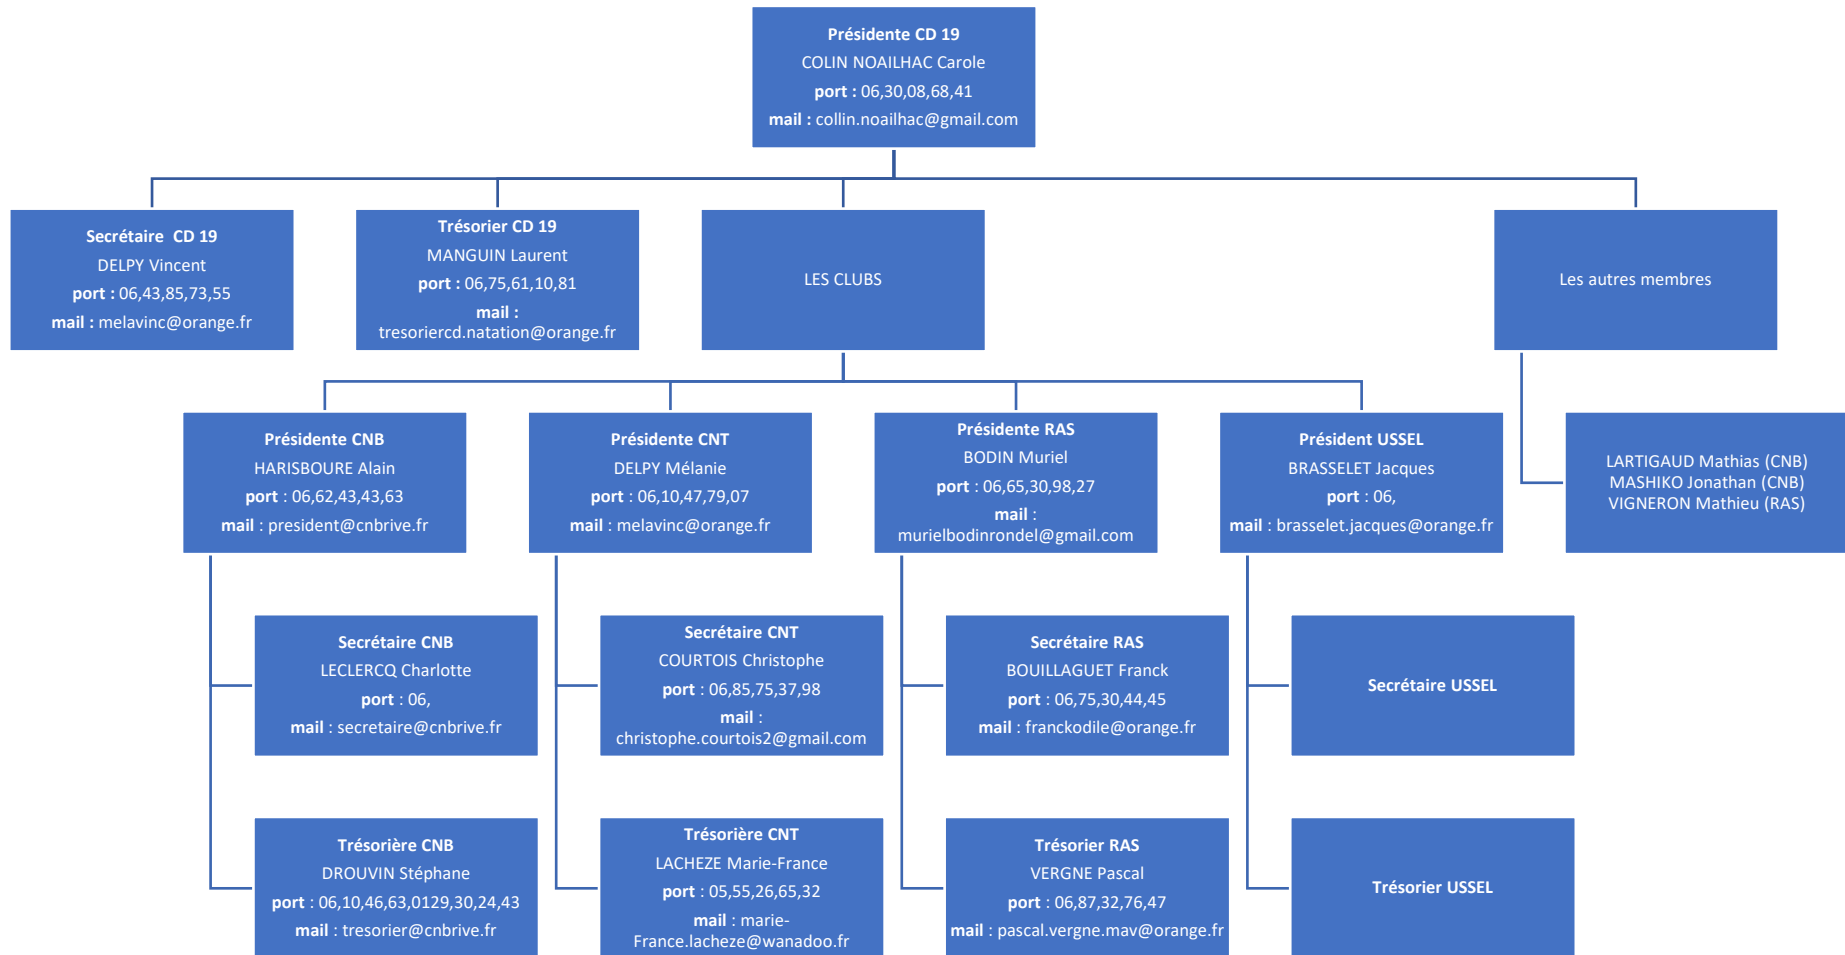 Présidente CD 19
COLIN NOAILHAC Carole
port : 06,30,08,68,41
mail : collin.noailhac@gmail.com
Secrétaire  CD 19
DELPY Vincent
port : 06,43,85,73,55
mail : melavinc@orange.fr
Trésorier CD 19
MANGUIN Laurent
port : 06,75,61,10,81
mail :
tresoriercd.natation@orange.fr
LES CLUBS
Les autres membres
Présidente CNB
HARISBOURE Alain
port : 06,62,43,43,63
mail : president@cnbrive.fr
Présidente CNT
DELPY Mélanie
port : 06,10,47,79,07
mail : melavinc@orange.fr
Présidente RAS
BODIN Muriel
port : 06,65,30,98,27
mail :
murielbodinrondel@gmail.com
Président USSEL
BRASSELET Jacques
port : 06,
mail : brasselet.jacques@orange.fr
LARTIGAUD Mathias (CNB)
MASHIKO Jonathan (CNB)
VIGNERON Mathieu (RAS)
Secrétaire CNB
LECLERCQ Charlotte
port : 06,
mail : secretaire@cnbrive.fr
Secrétaire CNT
COURTOIS Christophe
port : 06,85,75,37,98
mail :
christophe.courtois2@gmail.com
Secrétaire RAS
BOUILLAGUET Franck
port : 06,75,30,44,45
mail : franckodile@orange.fr
Secrétaire USSEL
Trésorière CNB
DROUVIN Stéphane
port : 06,10,46,63,0129,30,24,43
mail : tresorier@cnbrive.fr
Trésorière CNT
LACHEZE Marie-France
port : 05,55,26,65,32
mail : marie-
France.lacheze@wanadoo.fr
Trésorier RAS
VERGNE Pascal
port : 06,87,32,76,47
mail : pascal.vergne.mav@orange.fr
Trésorier USSEL